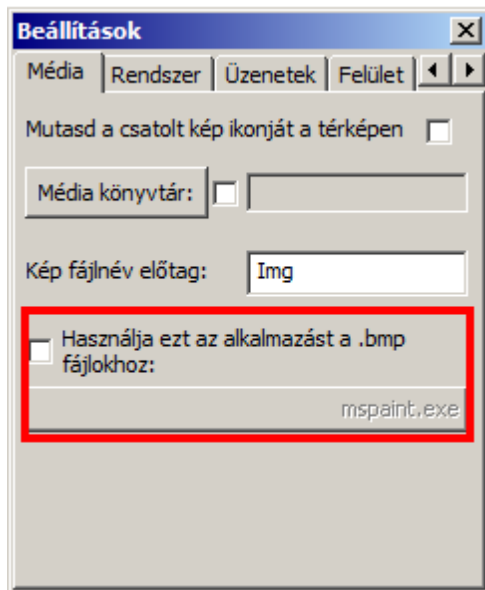 Beállítások
Média Rendszer Üzenetek Felület
Mutasd a csatolt kép ikonját a térképen
Média könyvtár:
Kép fájlnév előtag: Img
Használja ezt az alkalmazást a .bmp
fájlokhoz:
mspaint.exe